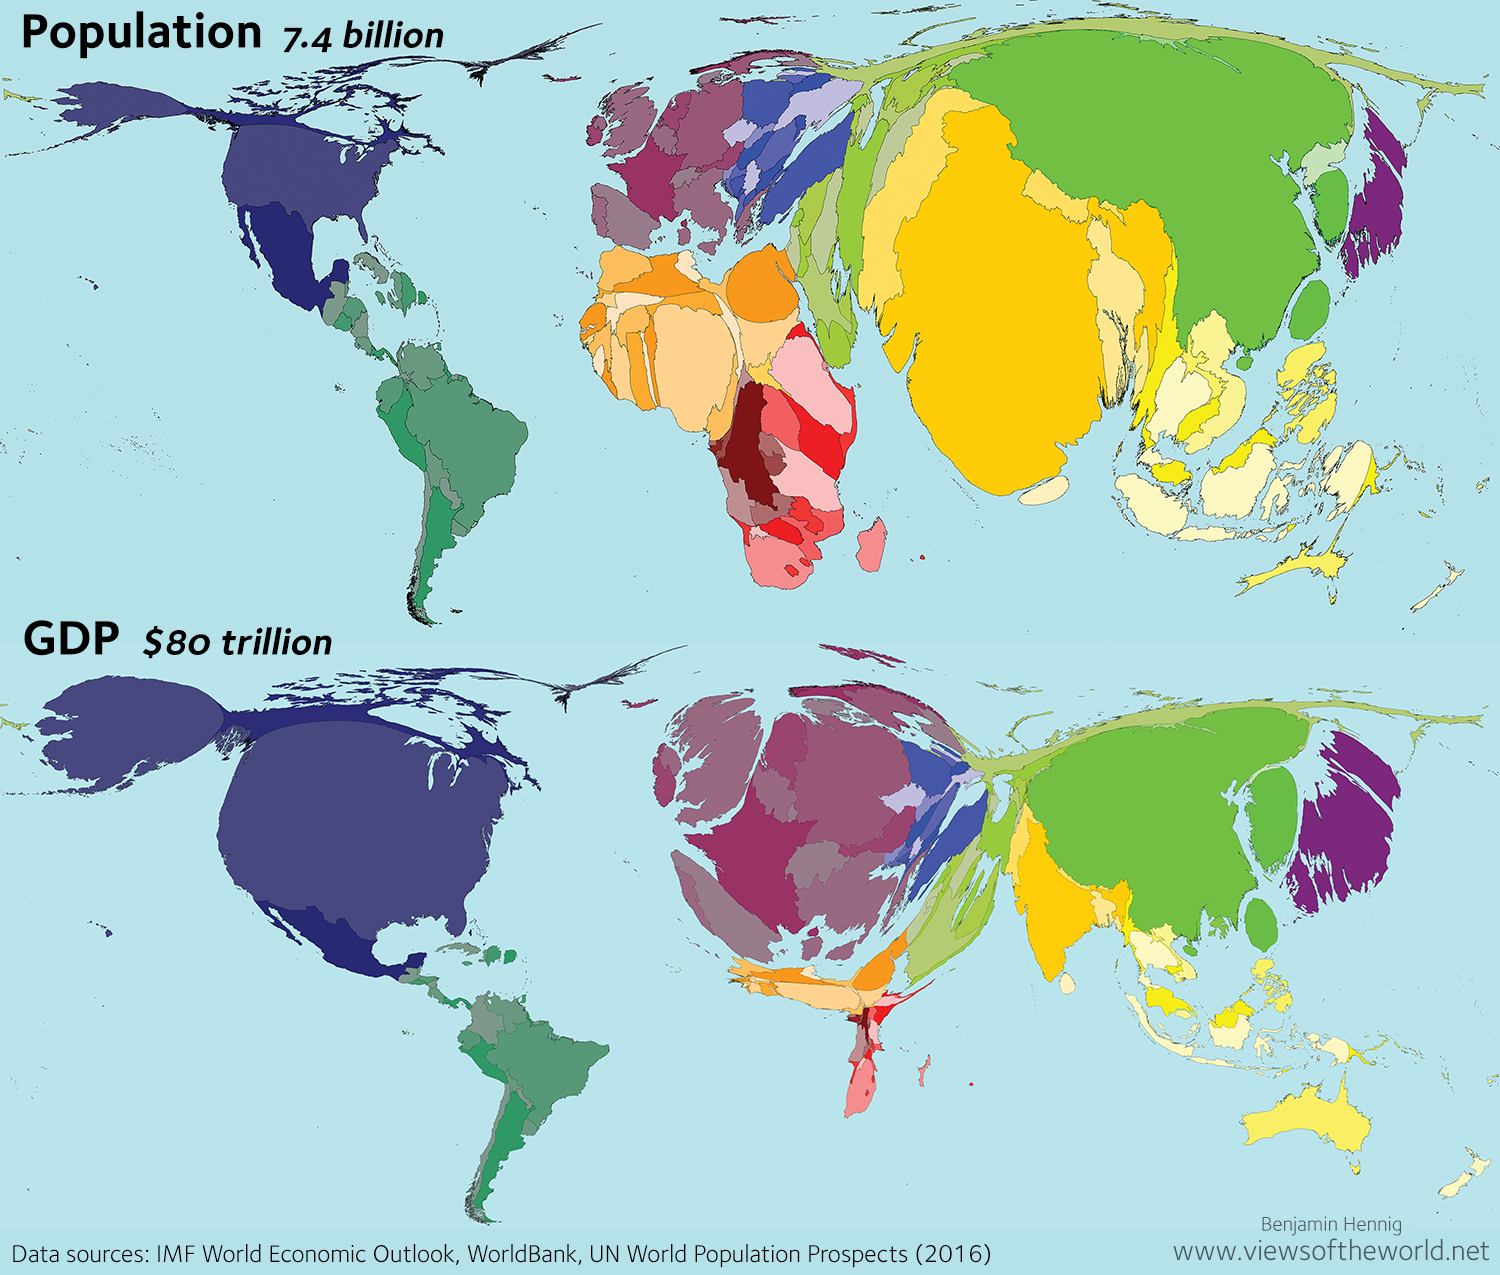 Population 7.4 billion
GDP $80 trillion
Benjamin Hennig
Data sources: IMF World Economic Outlook, WorldBank, UN World Population Prospects (2016)
www.viewsoftheworld.net